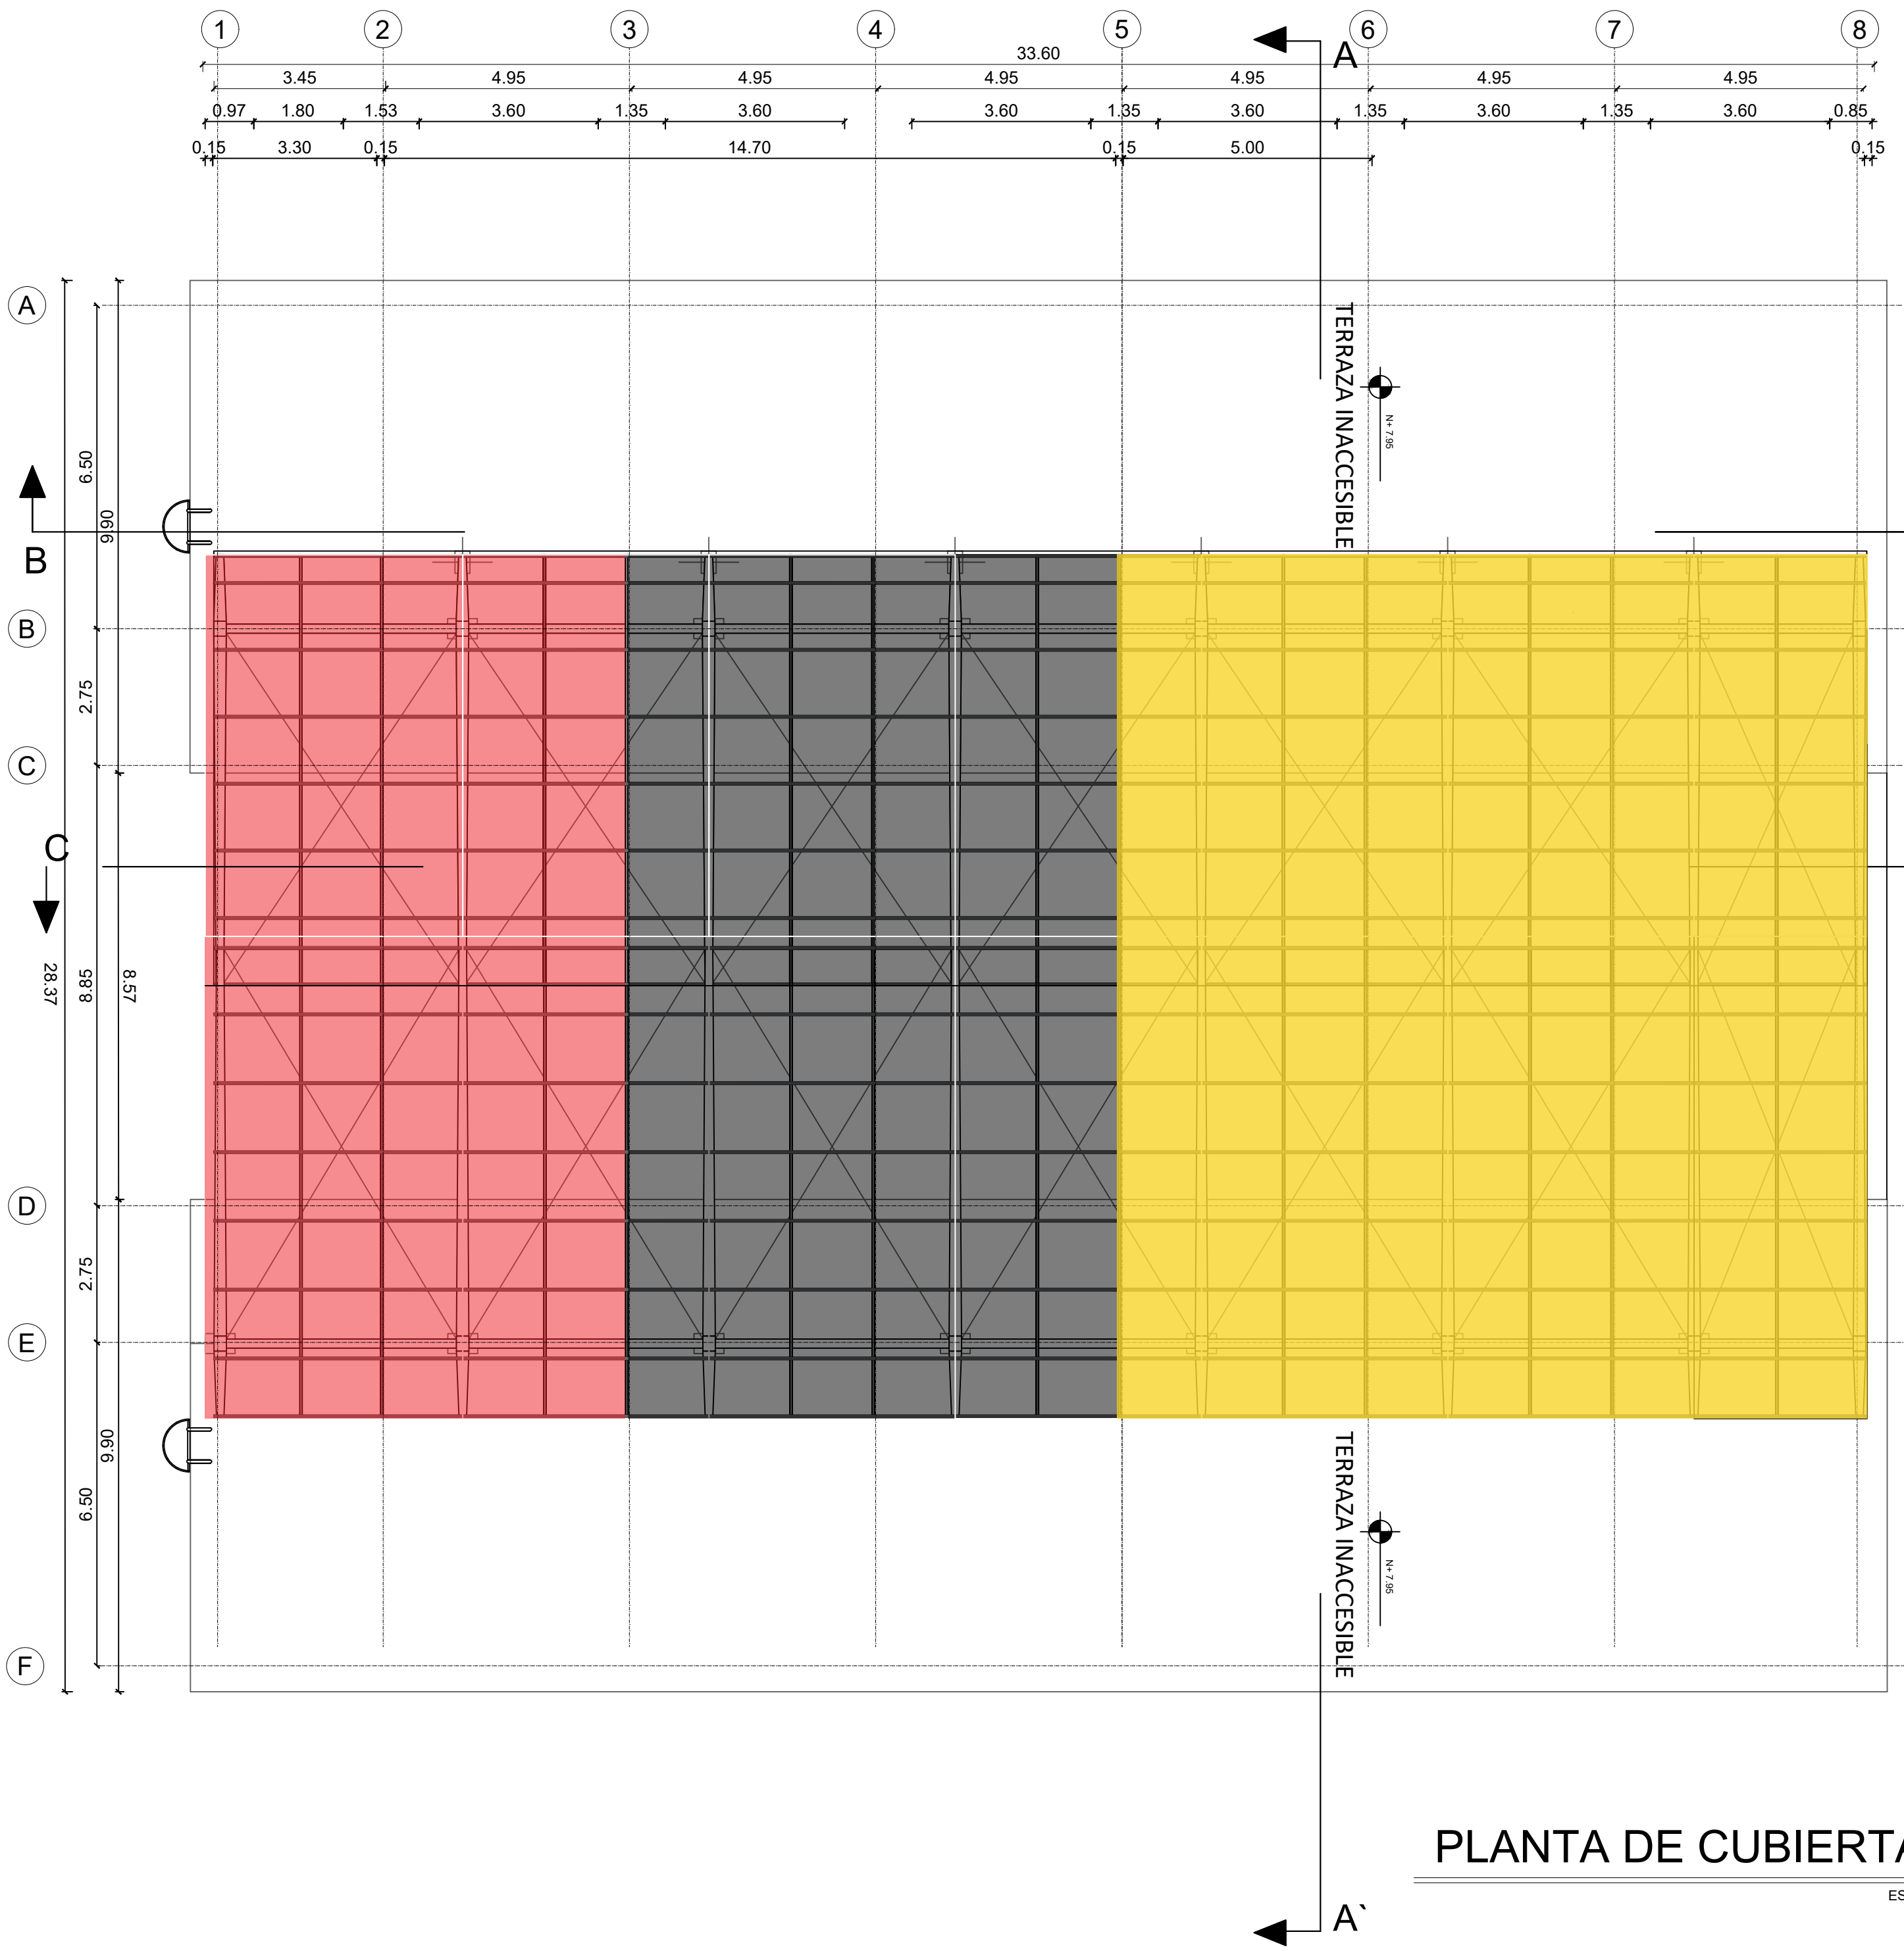 1 2 3 4 5 6 7 8
A
33.60
3.45 4.95 4.95 4.95 4.95 4.95 4.95
0.97 1.80 1.53 3.60 1.35 3.60 3.60 1.35 3.60 1.35 3.60 1.35 3.60 0.85
0.15 3.30 0.15 14.70 0.15 5.00 0.15
A
TERRAZA INACCESIBLE
N+ 7.95
6.50
9.90
B
B
2.75
C
C
28.37
8.85
8.57
D
2.75
E
9.90
6.50
TERRAZA INACCESIBLE
N+ 7.95
F
PLANTA DE CUBIERTA
ES
A`